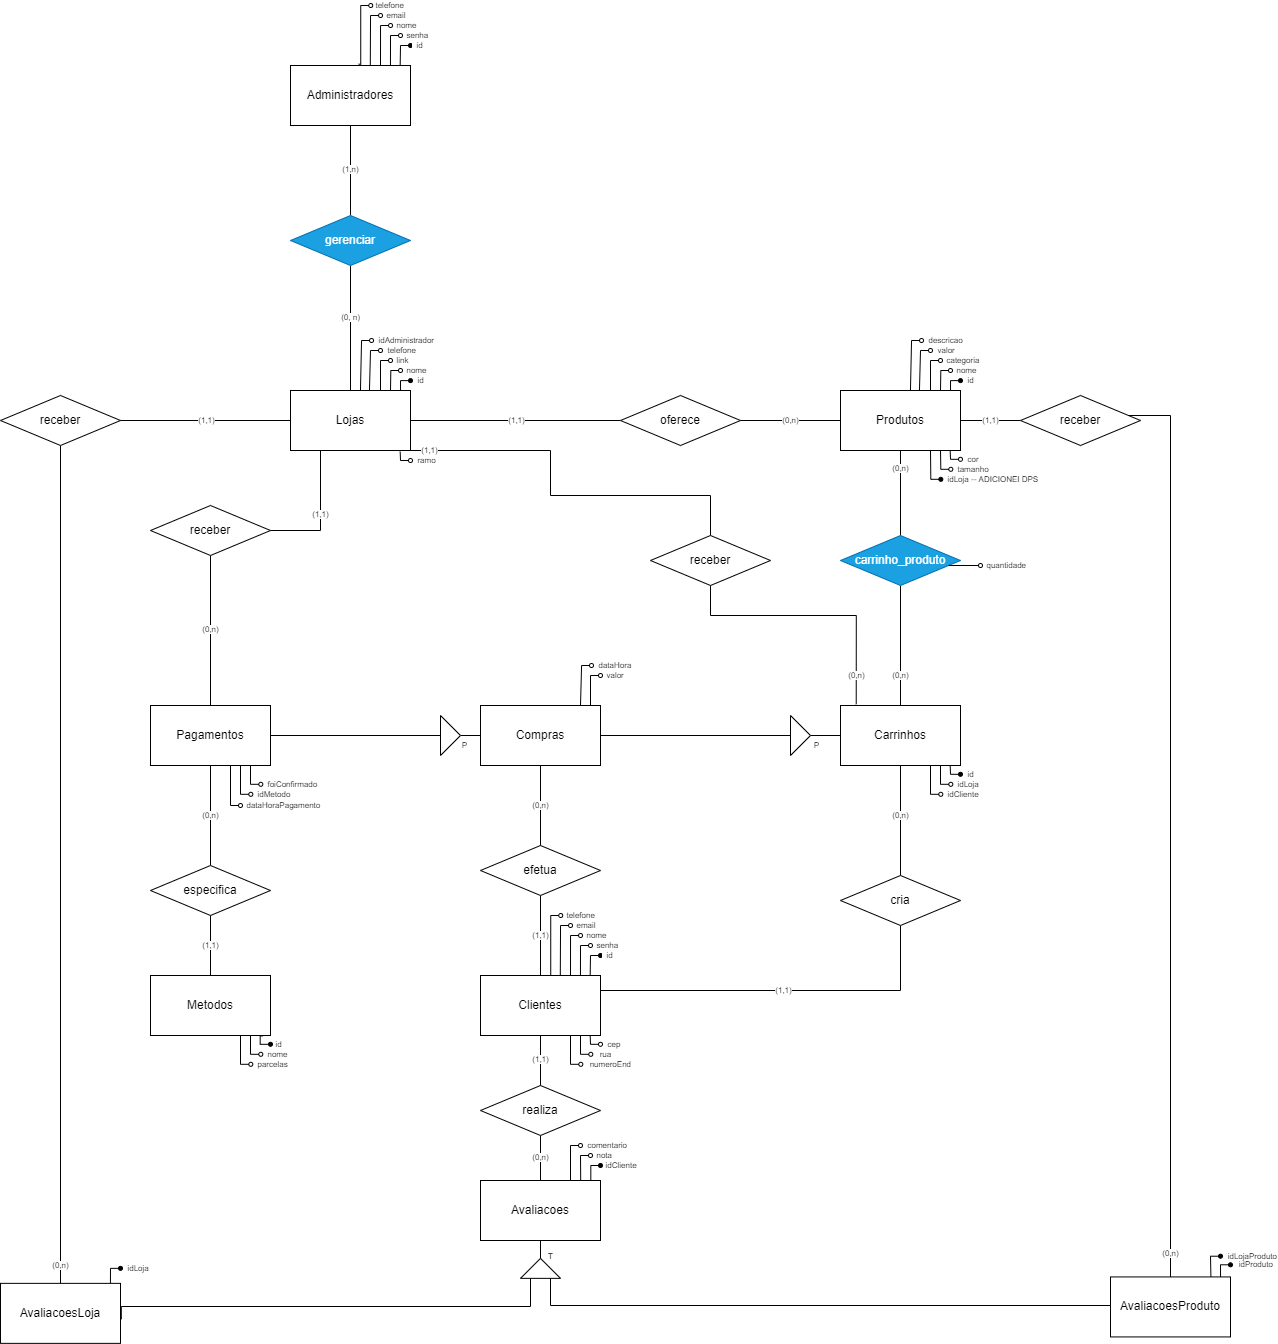 telefone
email
nome
senha
id
Administradores
(1,n)
gerenciar
(0, n)
idAdministrador
telefone
link
nome
id
descricao
valor
categoria
nome
id
receber
(1,1)
Lojas
(1,1)
oferece
(0,n)
Produtos
(1,1)
receber
(1,1)
ramo
cor
(0,n)
tamanho
idLoja -- ADICIONEI DPS
(1,1)
receber
receber
carrinho_produto
quantidade
(0,n)
dataHora
valor
(0,n)
(0,n)
Pagamentos
P
Compras
P
Carrinhos
foiConfirmado
idMetodo
dataHoraPagamento
id
idLoja
idCliente
(0,n)
(0,n)
(0,n)
especifica
efetua
cria
(1,1)
telefone
email
nome
senha
id
(1,1)
Metodos
Clientes
(1,1)
id
nome
parcelas
cep
rua
numeroEnd
(1,1)
realiza
comentario
nota
idCliente
(0,n)
Avaliacoes
T
(0,n)
idLoja
(0,n)
idLojaProduto
idProduto
AvaliacoesLoja
AvaliacoesProduto